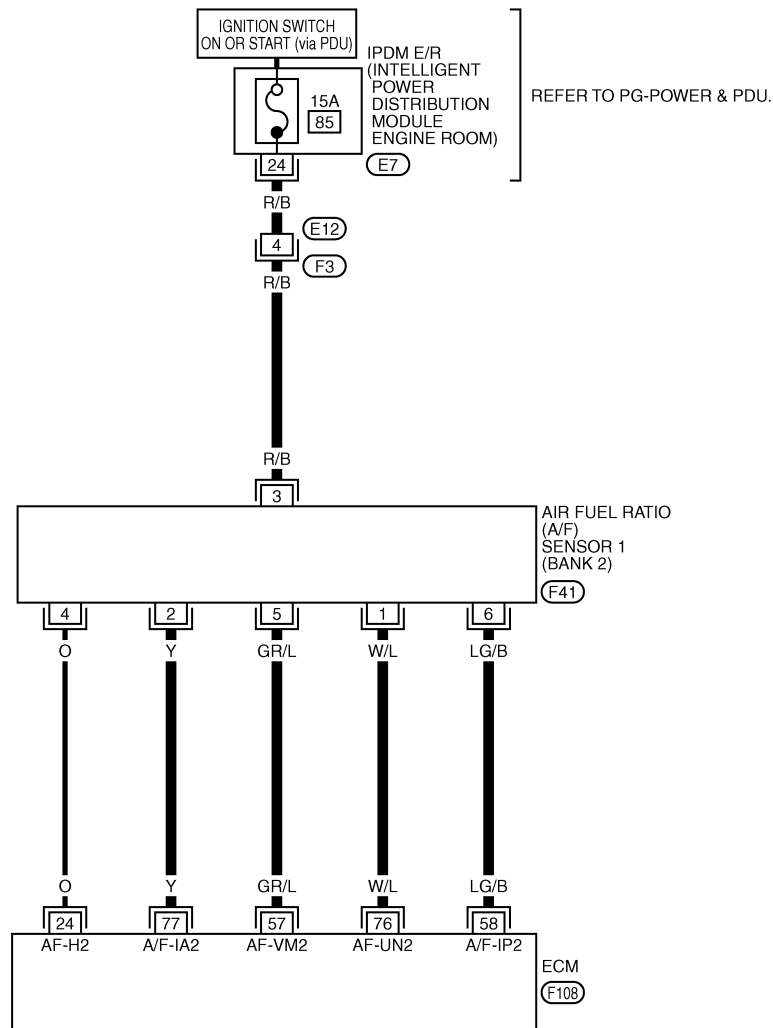 IGNITION SWITCH
ON OR START (via PDU)
IPDM E/R
(INTELLIGENT
POWER
DISTRIBUTION
MODULE
ENGINE ROOM)
REFER TO PG-POWER & PDU.
15A
85
24
E7
R/B
E12
4
F3
R/B
R/B
3
AIR FUEL RATIO
(A/F)
SENSOR 1
(BANK 2)
F41
4 2 5 1 6
O Y GR/L W/L LG/B
O Y GR/L W/L LG/B
24 77 57 76 58
AF-H2 A/F-IA2 AF-VM2 AF-UN2 A/F-IP2
ECM
F108